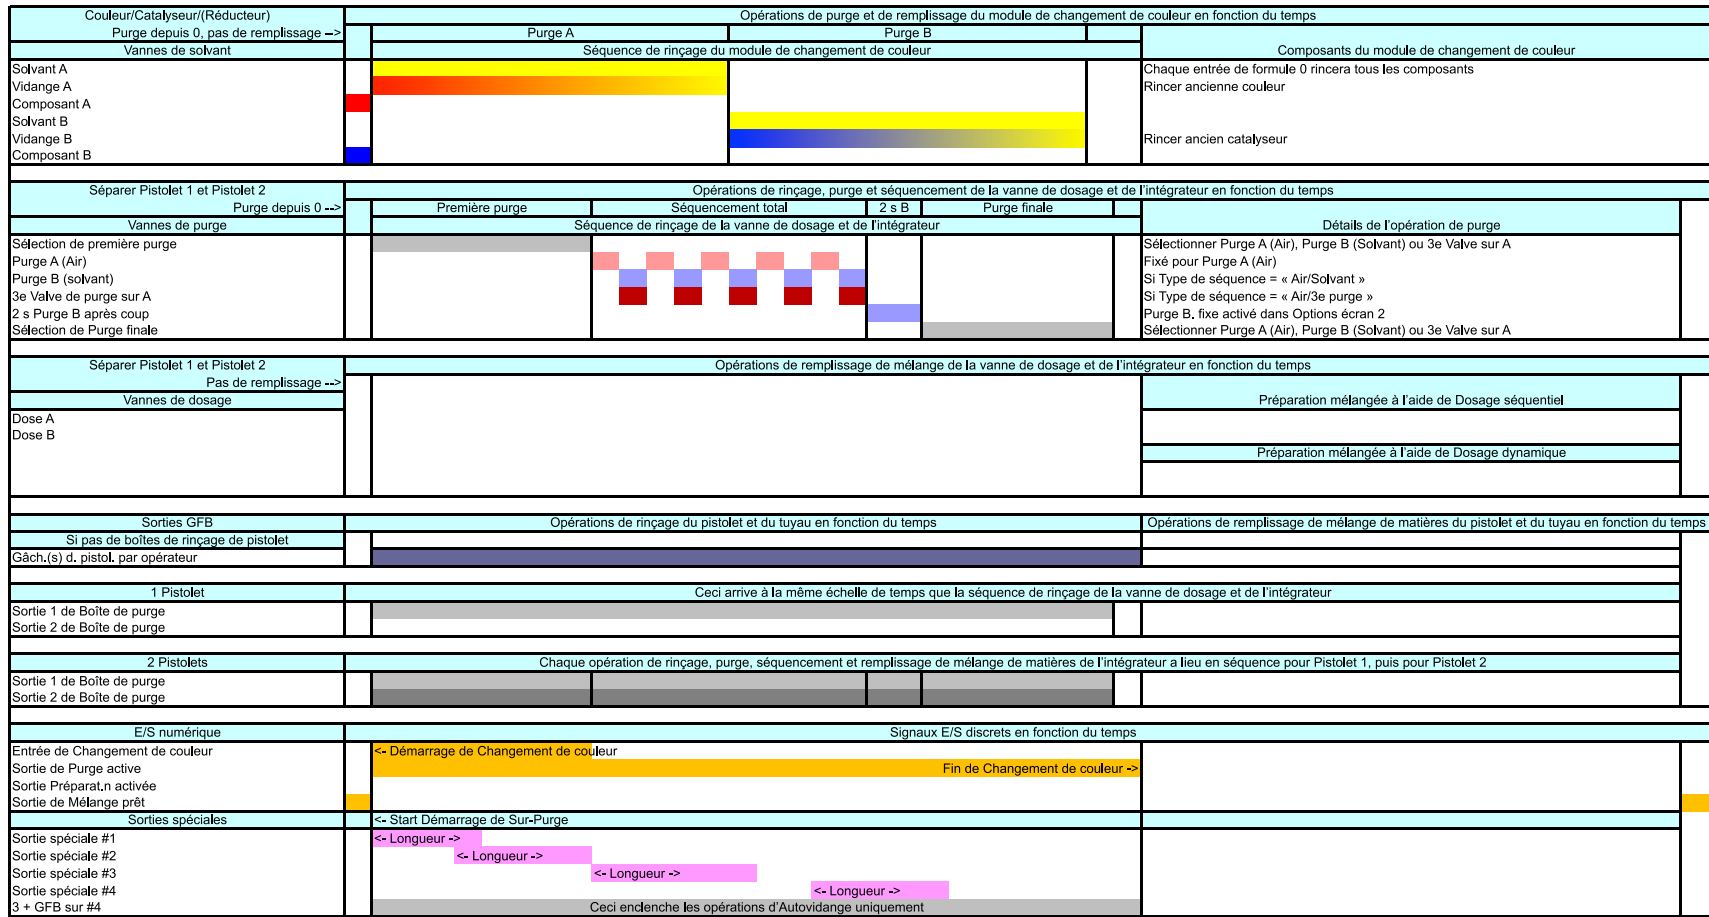 Couleur/Catalyseur/(Réducteur)
Opérations de purge et de remplissage du module de changement de couleur en fonction du temps
Purge depuis 0, pas de remplissage –>
Purge A
Purge B
Vannes de solvant
Séquence de rinçage du module de changement de couleur
Composants du module de changement de couleur
Solvant A
Chaque entrée de formule 0 rincera tous les composants
Vidange A
Rincer ancienne couleur
Composant A
Solvant B
Vidange B
Rincer ancien catalyseur
Composant B
Séparer Pistolet 1 et Pistolet 2
Opérations de rinçage, purge et séquencement de la vanne de dosage et de l'intégrateur en fonction du temps
Purge depuis 0 -->
Première purge
Séquencement total
2 s B
Purge finale
Vannes de purge
Séquence de rinçage de la vanne de dosage et de l'intégrateur
Détails de l'opération de purge
Sélection de première purge
Sélectionner Purge A (Air), Purge B (Solvant) ou 3e Valve sur A
Purge A (Air)
Fixé pour Purge A (Air)
Purge B (solvant)
Si Type de séquence = « Air/Solvant »
3e Valve de purge sur A
Si Type de séquence = « Air/3e purge »
2 s Purge B après coup
Purge B. fixe activé dans Options écran 2
Sélection de Purge finale
Sélectionner Purge A (Air), Purge B (Solvant) ou 3e Valve sur A
Séparer Pistolet 1 et Pistolet 2
Opérations de remplissage de mélange de la vanne de dosage et de l'intégrateur en fonction du temps
Pas de remplissage -->
Vannes de dosage
Préparation mélangée à l'aide de Dosage séquentiel
Dose A
Dose B
Préparation mélangée à l'aide de Dosage dynamique
Sorties GFB
Opérations de rinçage du pistolet et du tuyau en fonction du temps
Opérations de remplissage de mélange de matières du pistolet et du tuyau en fonction du temps
Si pas de boîtes de rinçage de pistolet
Gâch.(s) d. pistol. par opérateur
1 Pistolet
Ceci arrive à la même échelle de temps que la séquence de rinçage de la vanne de dosage et de l'intégrateur
Sortie 1 de Boîte de purge
Sortie 2 de Boîte de purge
2 Pistolets
Chaque opération de rinçage, purge, séquencement et remplissage de mélange de matières de l'intégrateur a lieu en séquence pour Pistolet 1, puis pour Pistolet 2
Sortie 1 de Boîte de purge
Sortie 2 de Boîte de purge
E/S numérique
Signaux E/S discrets en fonction du temps
Entrée de Changement de couleur
<- Démarrage de Changement de couleur
Sortie de Purge active
Fin de Changement de couleur ->
Sortie Préparat.n activée
Sortie de Mélange prêt
Sorties spéciales
<- Start Démarrage de Sur-Purge
Sortie spéciale #1
<- Longueur ->
Sortie spéciale #2
<- Longueur ->
Sortie spéciale #3
<- Longueur ->
Sortie spéciale #4
<- Longueur ->
3 + GFB sur #4
Ceci enclenche les opérations d'Autovidange uniquement